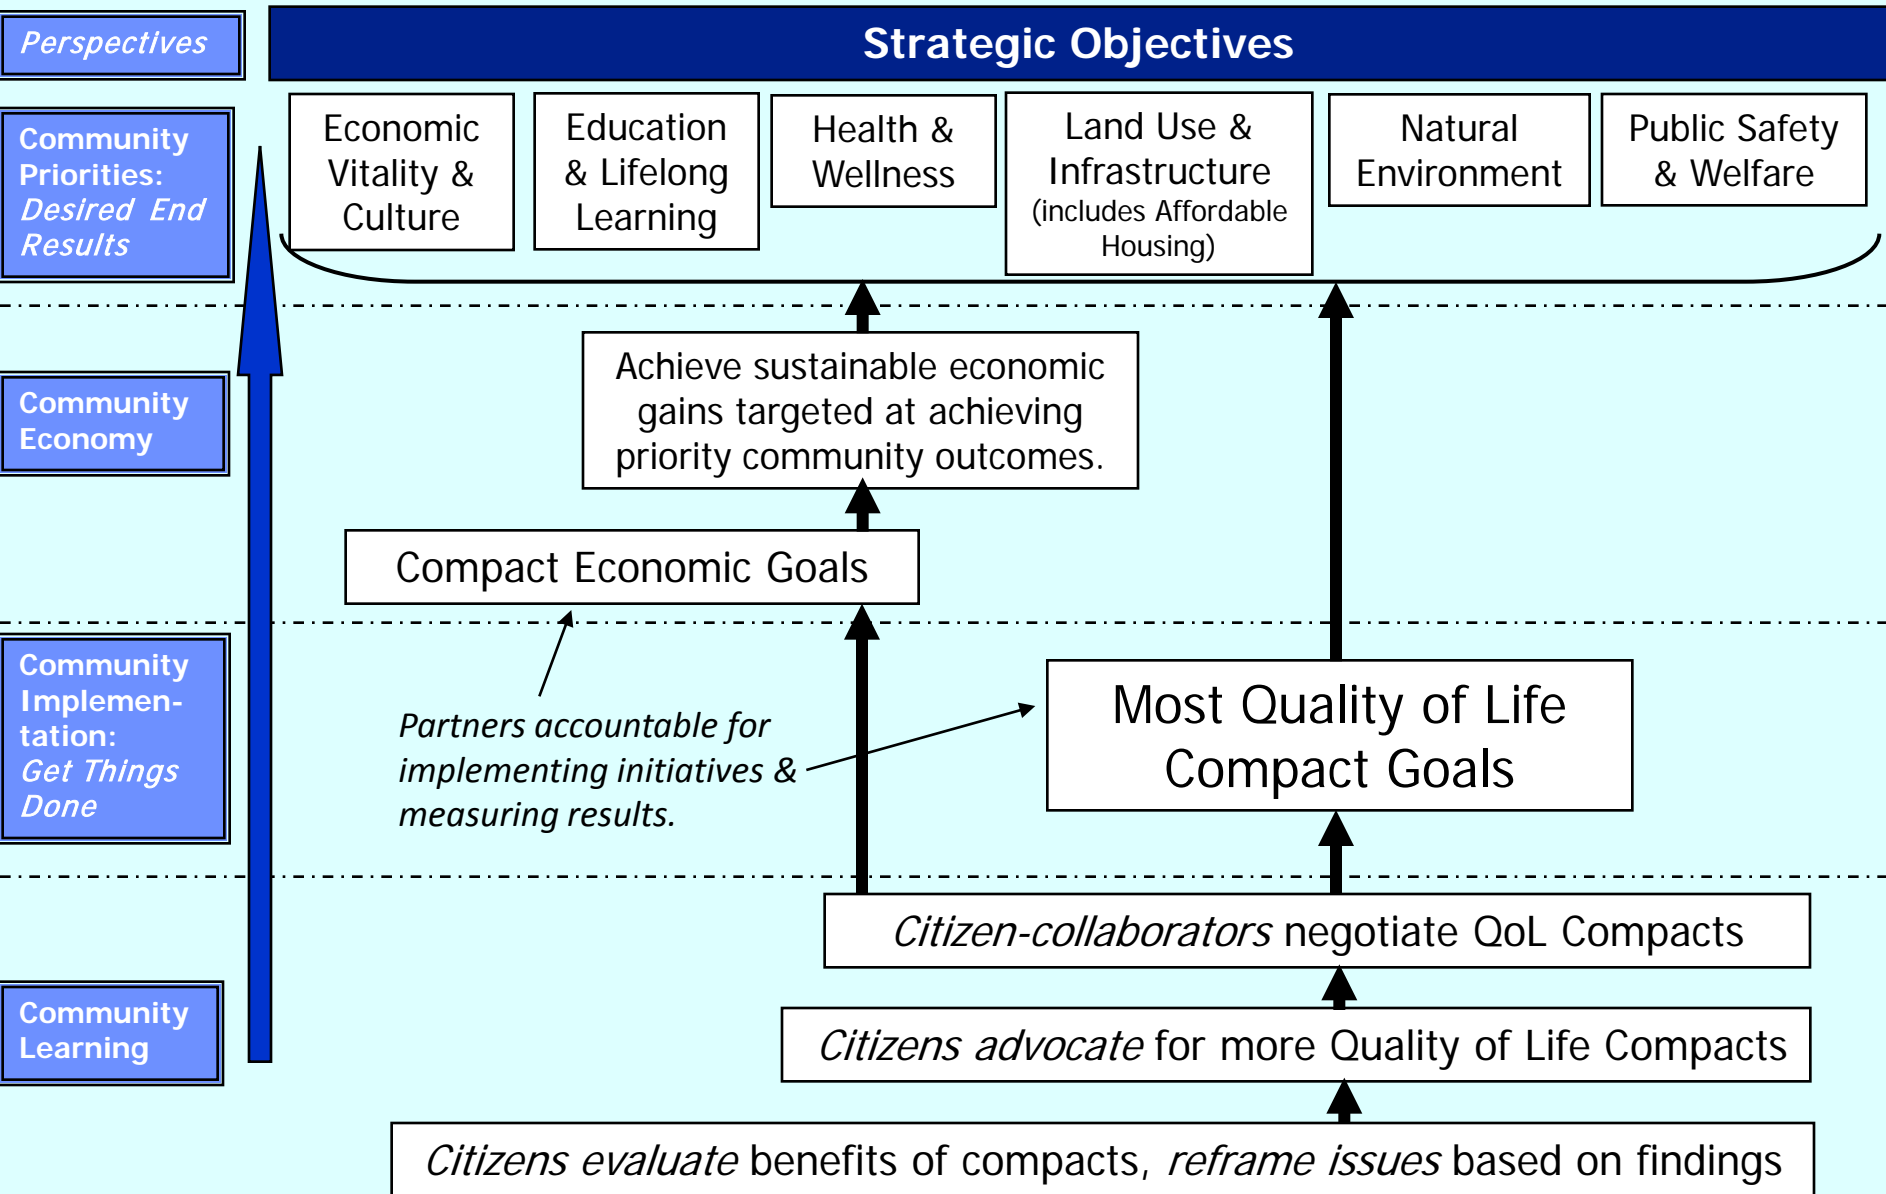 Perspectives
Strategic Objectives
Community
Priorities:
Desired End
Results
Economic
Vitality &
Culture
Education
& Lifelong
Learning
Health &
Wellness
Land Use &
Infrastructure
(includes Affordable
Housing)
Natural
Environment
Public Safety
& Welfare
Community
Economy
Achieve sustainable economic
gains targeted at achieving
priority community outcomes.
Compact Economic Goals
Community
Implemen-
tation:
Get Things
Done
Partners accountable for
implementing initiatives &
measuring results.
Most Quality of Life
Compact Goals
Community
Learning
Citizen-collaborators negotiate QoL Compacts
Citizens advocate for more Quality of Life Compacts
Citizens evaluate benefits of compacts, reframe issues based on findings